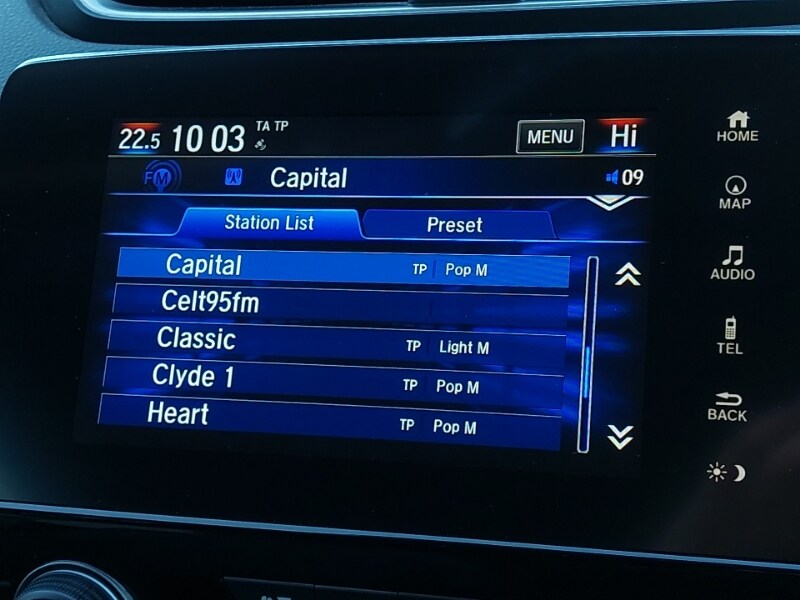 22.5 10 03 TA TP MENU Hi
FM Capital 09
Station List Preset
Capital TP Pop M
Celt95fm
Classic TP Light M
Clyde 1 TP Pop M
Heart TP Pop M
HOME
MAP
AUDIO
TEL
BACK